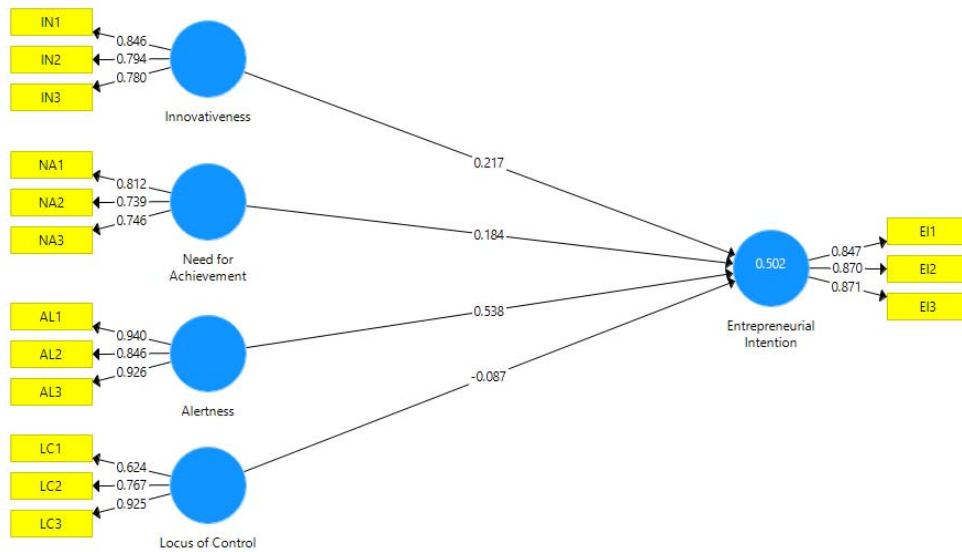 IN1
0.846
IN2
0.794
IN3
0.780
Innovativeness
0.217
NA1
0.812
NA2
0.739
NA3
0.746
Need for
Achievement
0.184
AL1
0.940
AL2
0.846
AL3
0.926
Alertness
0.538
LC1
0.624
LC2
0.767
LC3
0.925
Locus of Control
-0.087
0.502
Entrepreneurial
Intention
0.847
EI1
0.870
EI2
0.871
EI3